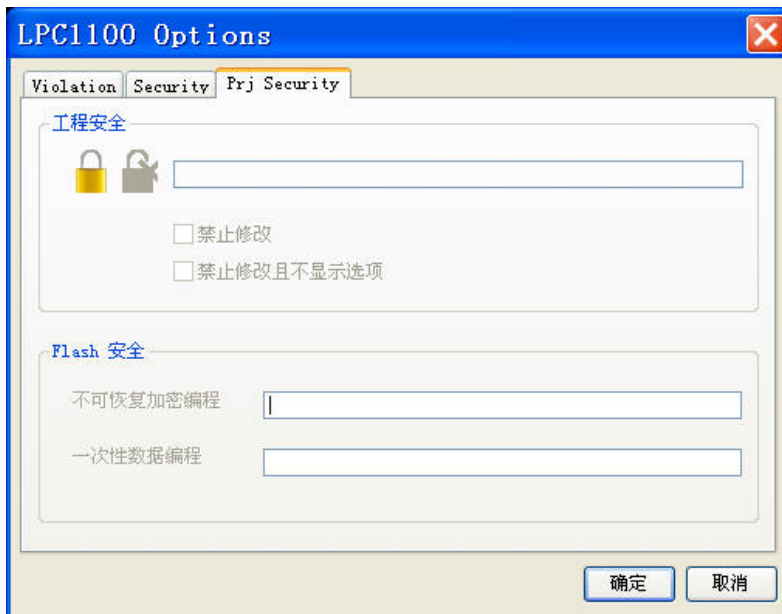 LPC1100 Options
Violation Security Prj Security
工程安全
禁止修改
禁止修改且不显示选项
Flash 安全
不可恢复加密编程
一次性数据编程
确定 取消